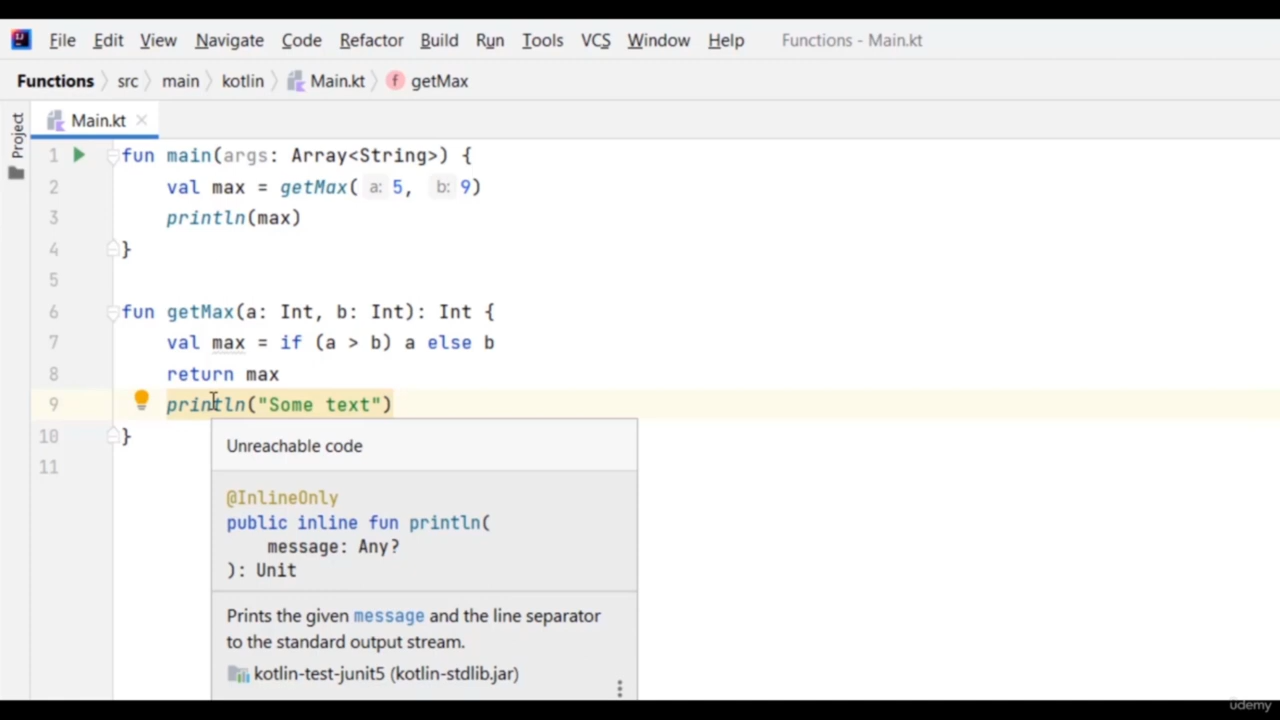 File Edit View Navigate Code Refactor Build Run Tools VCS Window Help Functions - Main.kt
Functions src main kotlin Main.kt f getMax
Project
Main.kt
1 fun main(args: Array<String>) {
2 val max = getMax( a: 5, b: 9)
3 println(max)
4 }
5
6 fun getMax(a: Int, b: Int): Int {
7 val max = if (a > b) a else b
8 return max
9 println("Some text")
10 }
11
Unreachable code
@InlineOnly
public inline fun println(
message: Any?
): Unit
Prints the given message and the line separator
to the standard output stream.
kotlin-test-junit5 (kotlin-stdlib.jar)
udemy